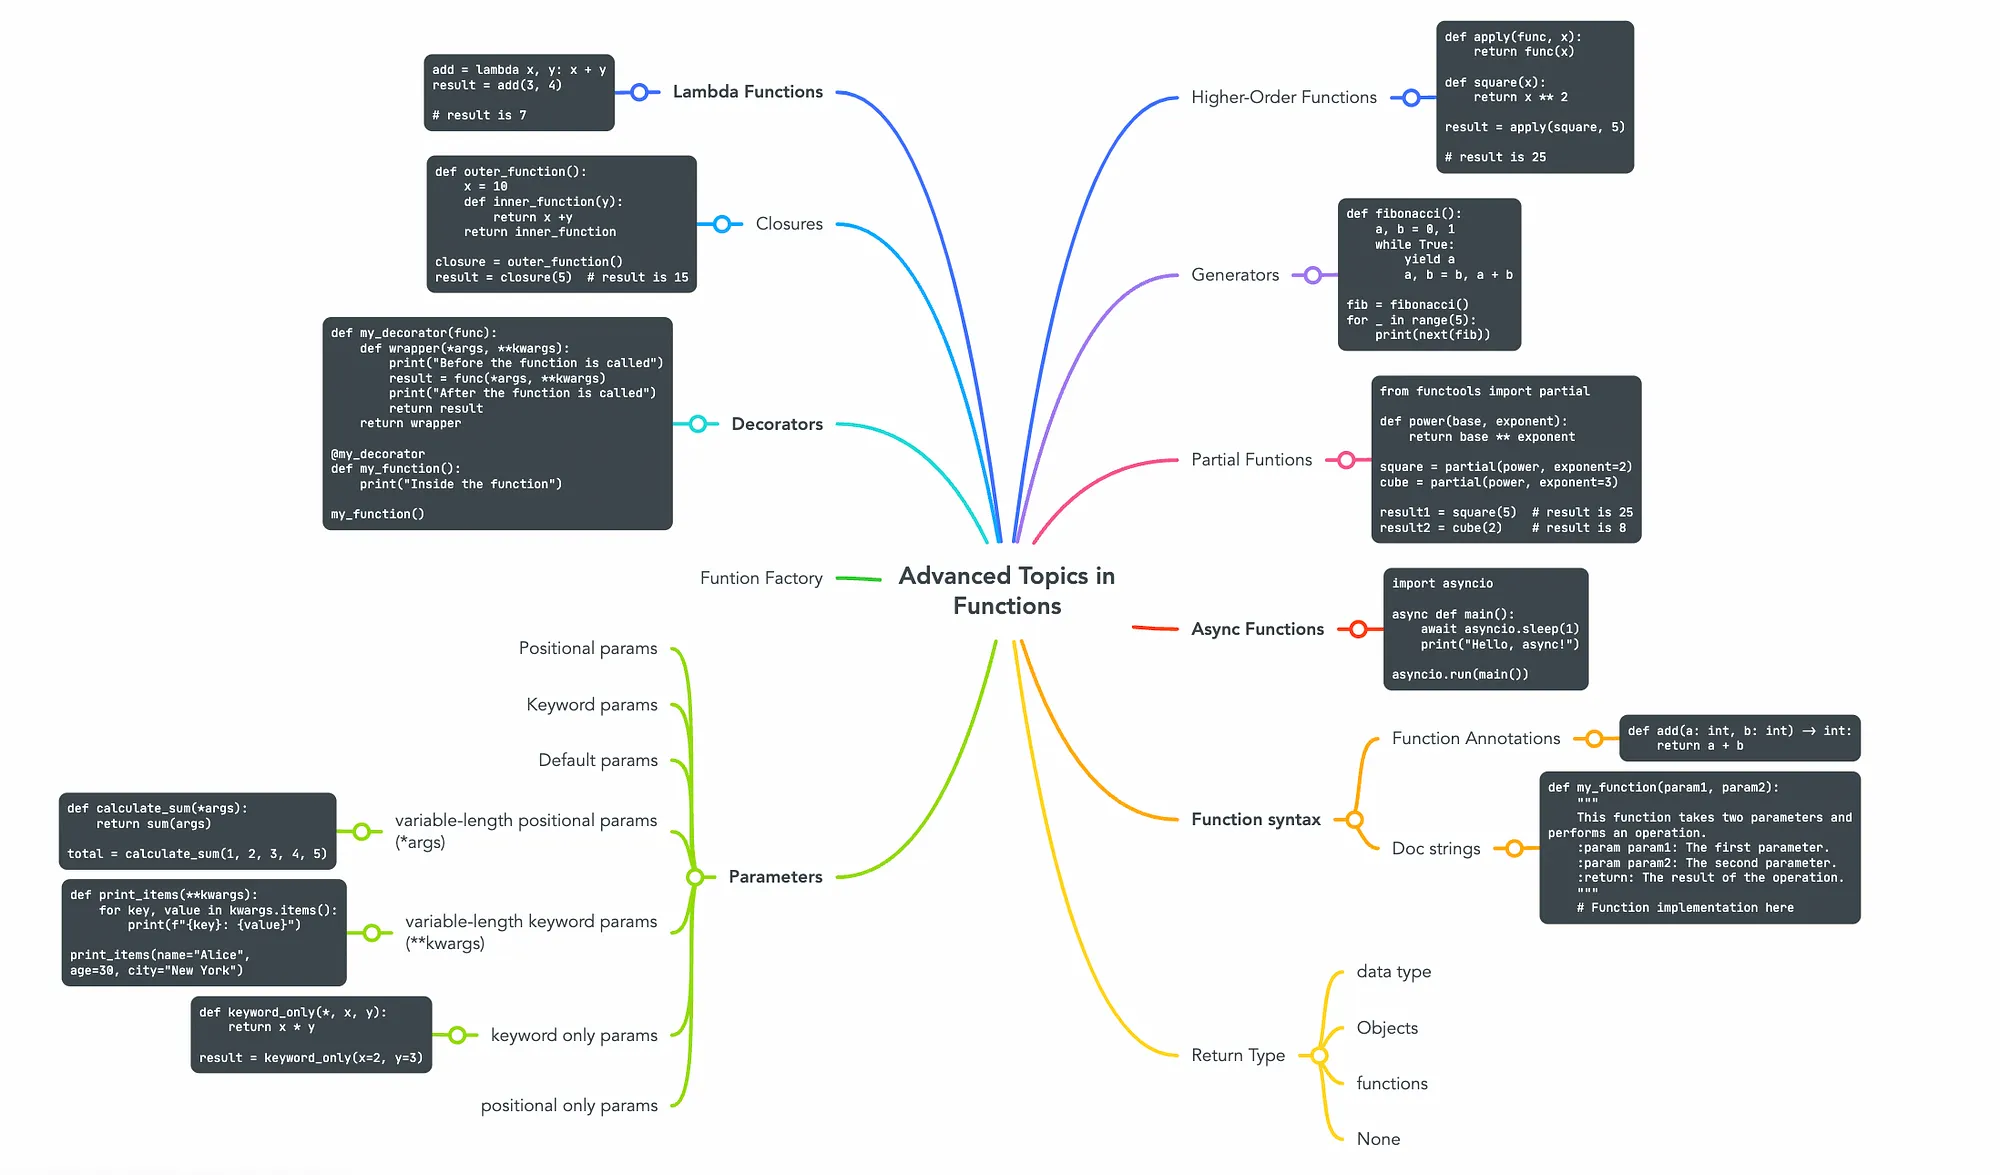 Advanced Topics in
Functions
Lambda Functions
add = lambda x, y: x + y
result = add(3, 4)
# result is 7
Closures
def outer_function():
    x = 10
    def inner_function(y):
        return x +y
    return inner_function
closure = outer_function()
result = closure(5)  # result is 15
Decorators
def my_decorator(func):
    def wrapper(*args, **kwargs):
        print("Before the function is called")
        result = func(*args, **kwargs)
        print("After the function is called")
        return result
    return wrapper
@my_decorator
def my_function():
    print("Inside the function")
my_function()
Funtion Factory
Parameters
Positional params
Keyword params
Default params
variable-length positional params
(*args)
def calculate_sum(*args):
    return sum(args)
total = calculate_sum(1, 2, 3, 4, 5)
variable-length keyword params
(**kwargs)
def print_items(**kwargs):
    for key, value in kwargs.items():
        print(f"{key}: {value}")
print_items(name="Alice",
age=30, city="New York")
keyword only params
def keyword_only(*, x, y):
    return x * y
result = keyword_only(x=2, y=3)
positional only params
Higher-Order Functions
def apply(func, x):
    return func(x)
def square(x):
    return x ** 2
result = apply(square, 5)
# result is 25
Generators
def fibonacci():
    a, b = 0, 1
    while True:
        yield a
        a, b = b, a + b
fib = fibonacci()
for _ in range(5):
    print(next(fib))
Partial Funtions
from functools import partial
def power(base, exponent):
    return base ** exponent
square = partial(power, exponent=2)
cube = partial(power, exponent=3)
result1 = square(5)  # result is 25
result2 = cube(2)    # result is 8
Async Functions
import asyncio
async def main():
    await asyncio.sleep(1)
    print("Hello, async!")
asyncio.run(main())
Function syntax
Function Annotations
def add(a: int, b: int) → int:
    return a + b
Doc strings
def my_function(param1, param2):
    """
    This function takes two parameters and
performs an operation.
    :param param1: The first parameter.
    :param param2: The second parameter.
    :return: The result of the operation.
    """
    # Function implementation here
Return Type
data type
Objects
functions
None